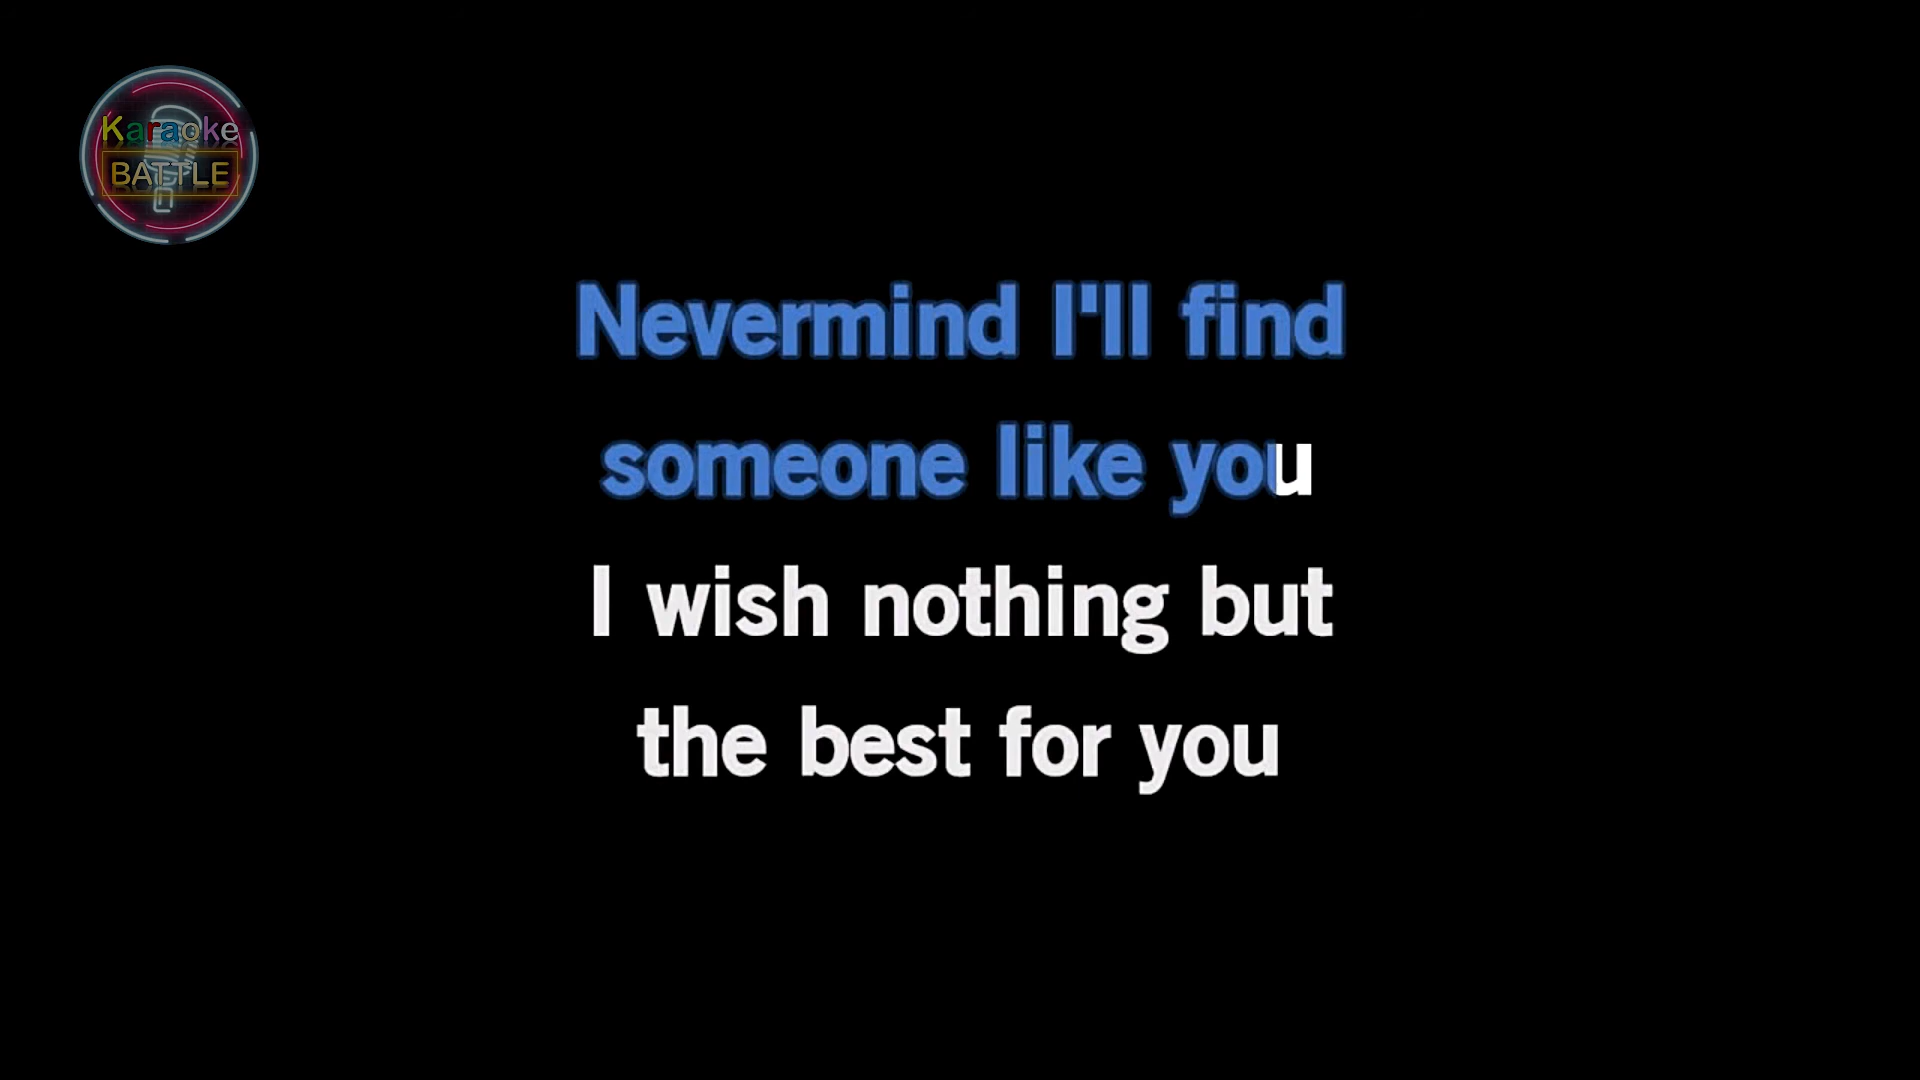 Karaoke
BATTLE
Nevermind I'll find
someone like you
I wish nothing but
the best for you